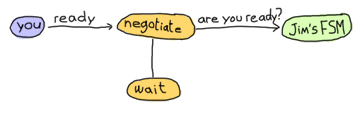 you
ready
negotiate
are you ready?
Jim's FSM
wait